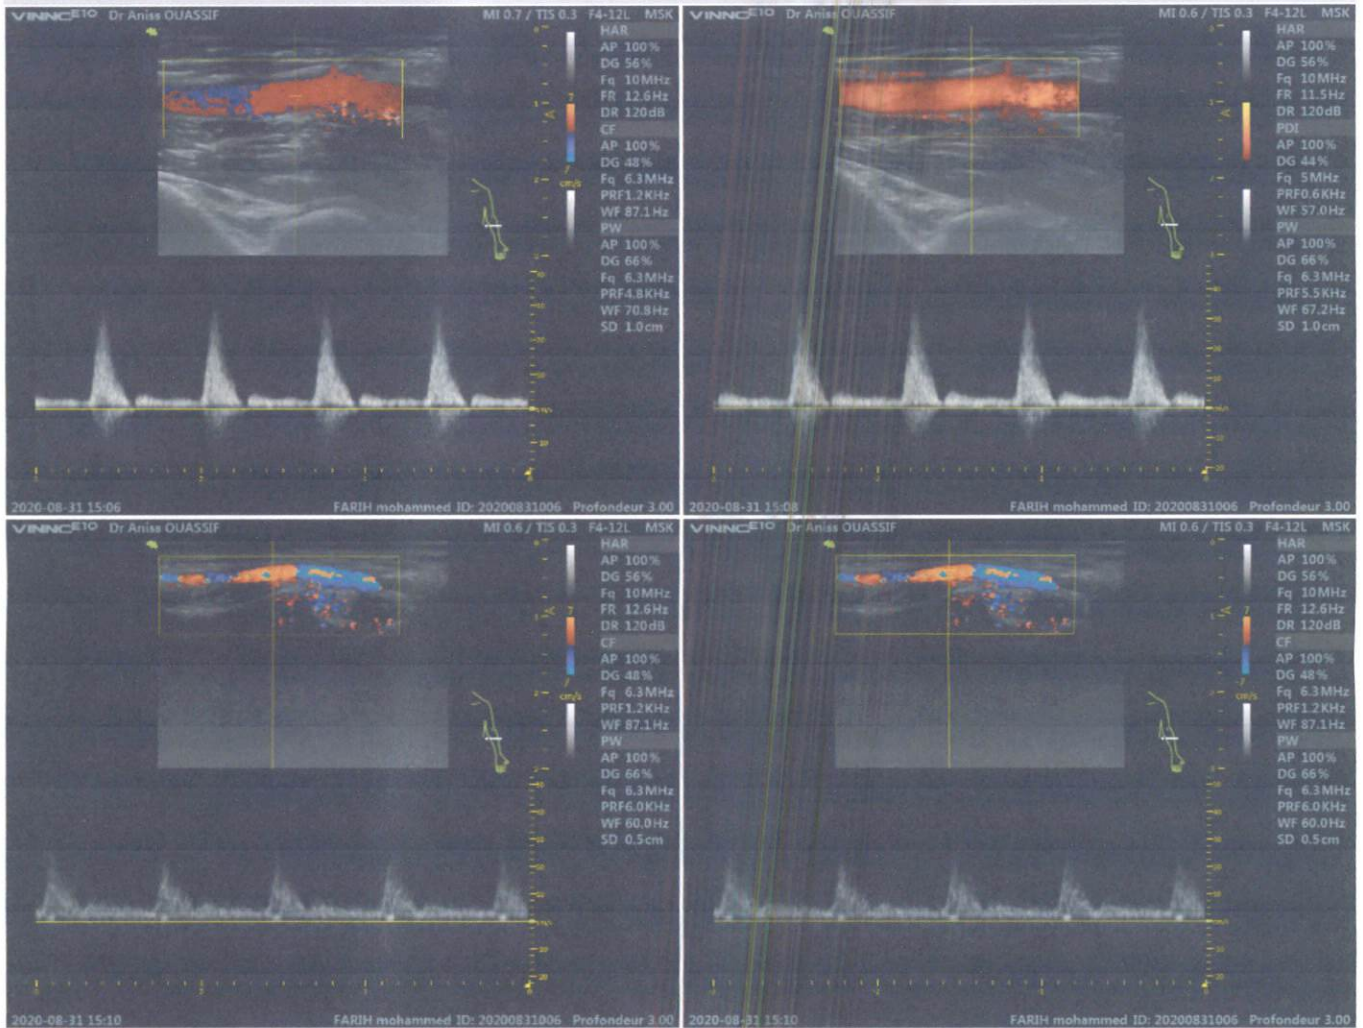 VINNO E10 Dr Aniss OUASSIF MI 0.7 / TIS 0.3 F4-12L MSK
HAR
AP 100%
DG 56%
Fq 10MHz
FR 12.6Hz
DR 120dB
CF
AP 100%
DG 48%
Fq 6.3MHz
PRF1.2KHz
WF 87.1Hz
PW
AP 100%
DG 66%
Fq 6.3MHz
PRF4.8KHz
WF 70.8Hz
SD 1.0cm
7
7
cm/s
2020-08-31 15:06 FARIH mohammed ID: 20200831006 Profondeur 3.00
VINNO E10 Dr Aniss OUASSIF MI 0.6 / TIS 0.3 F4-12L MSK
HAR
AP 100%
DG 56%
Fq 10MHz
FR 11.5Hz
DR 120dB
PDI
AP 100%
DG 44%
Fq 5MHz
PRF0.6KHz
WF 57.0Hz
PW
AP 100%
DG 66%
Fq 6.3MHz
PRF5.5KHz
WF 67.2Hz
SD 1.0cm
2020-08-31 15:08 FARIH mohammed ID: 20200831006 Profondeur 3.00
VINNO E10 Dr Aniss OUASSIF MI 0.6 / TIS 0.3 F4-12L MSK
HAR
AP 100%
DG 56%
Fq 10MHz
FR 12.6Hz
DR 120dB
CF
AP 100%
DG 48%
Fq 6.3MHz
PRF1.2KHz
WF 87.1Hz
PW
AP 100%
DG 66%
Fq 6.3MHz
PRF6.0KHz
WF 60.0Hz
SD 0.5cm
7
7
cm/s
2020-08-31 15:10 FARIH mohammed ID: 20200831006 Profondeur 3.00
VINNO E10 Dr Aniss OUASSIF MI 0.6 / TIS 0.3 F4-12L MSK
HAR
AP 100%
DG 56%
Fq 10MHz
FR 12.6Hz
DR 120dB
CF
AP 100%
DG 48%
Fq 6.3MHz
PRF1.2KHz
WF 87.1Hz
PW
AP 100%
DG 66%
Fq 6.3MHz
PRF6.0KHz
WF 60.0Hz
SD 0.5cm
7
7
cm/s
2020-08-31 15:10 FARIH mohammed ID: 20200831006 Profondeur 3.00